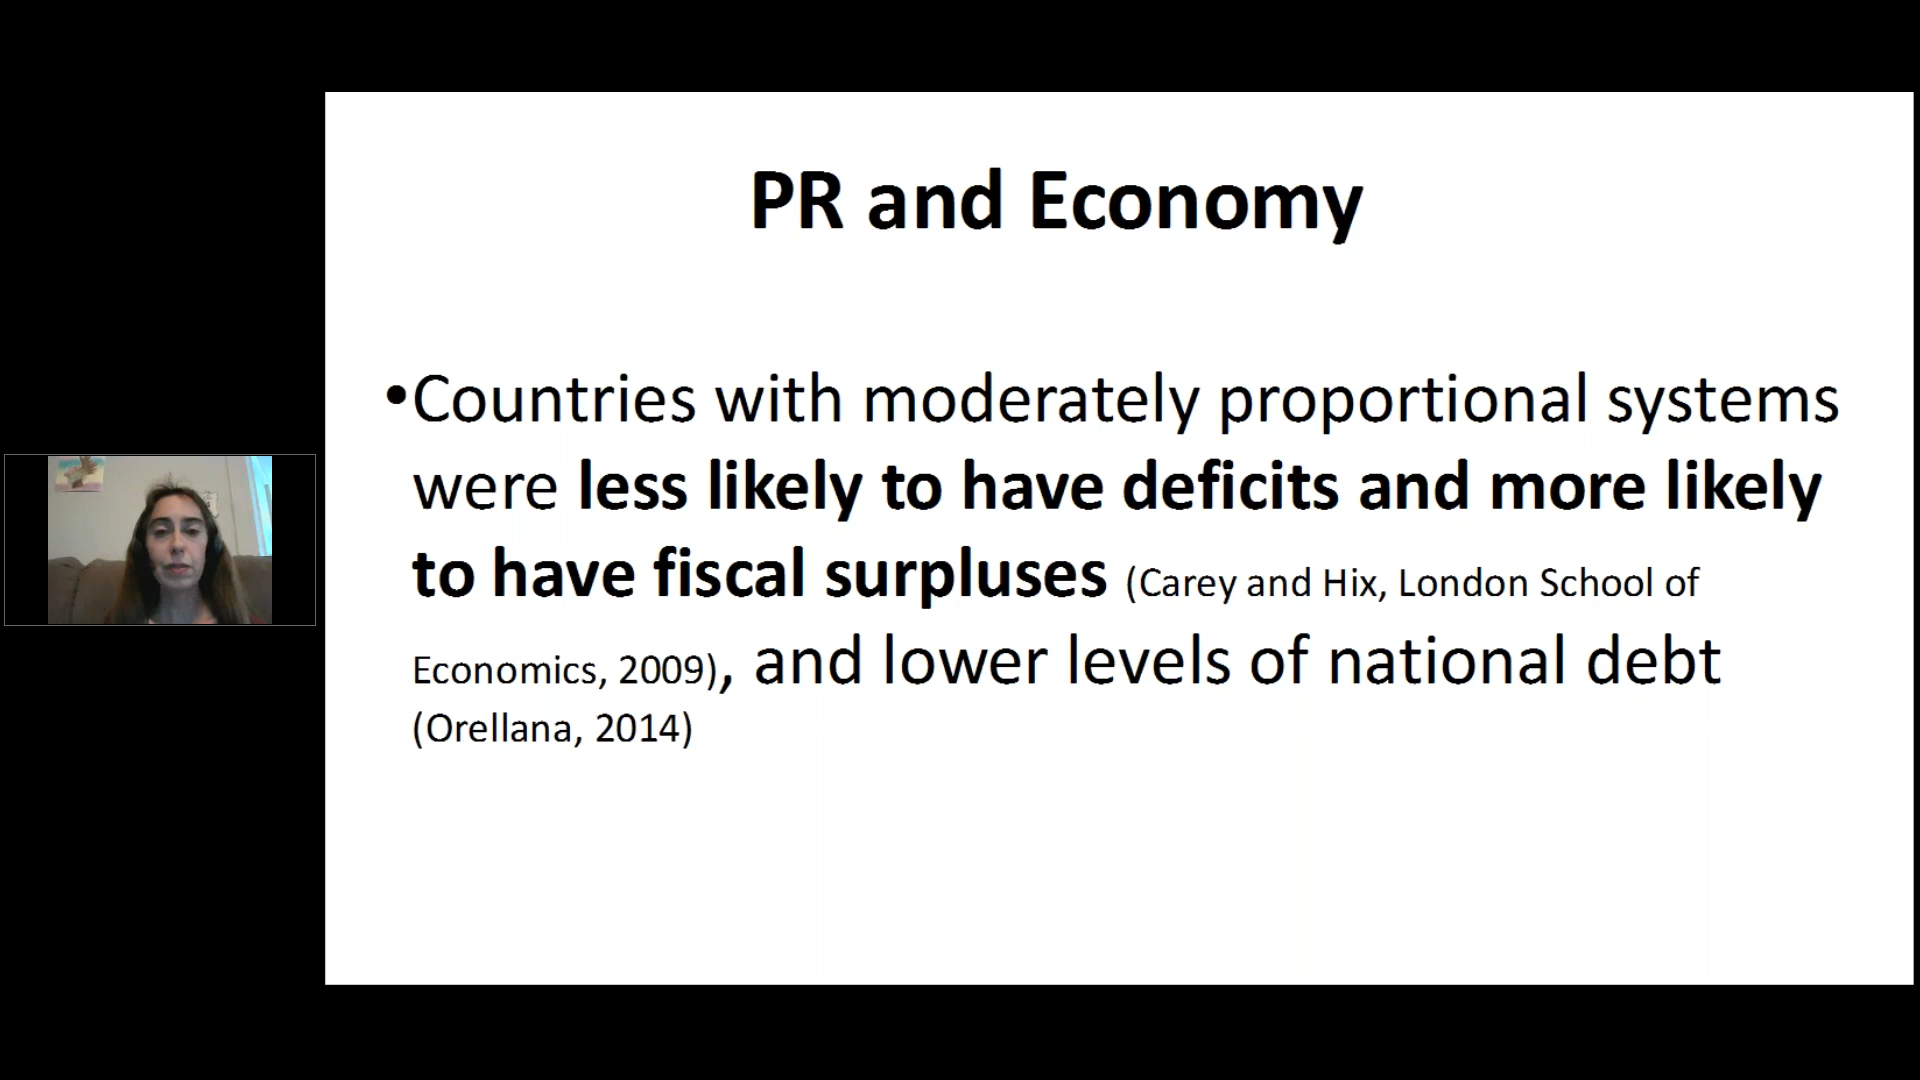 PR and Economy
•Countries with moderately proportional systems
were less likely to have deficits and more likely
to have fiscal surpluses (Carey and Hix, London School of
Economics, 2009), and lower levels of national debt
(Orellana, 2014)